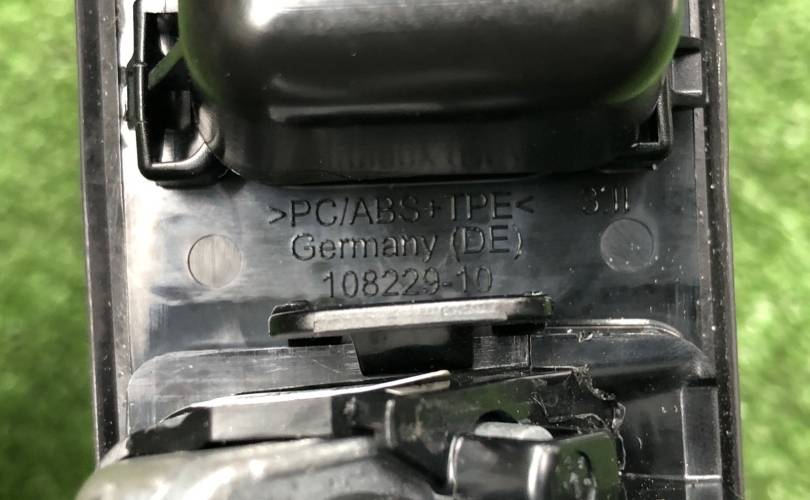 >PC/ABS+TPE<
Germany (DE)
108229-10